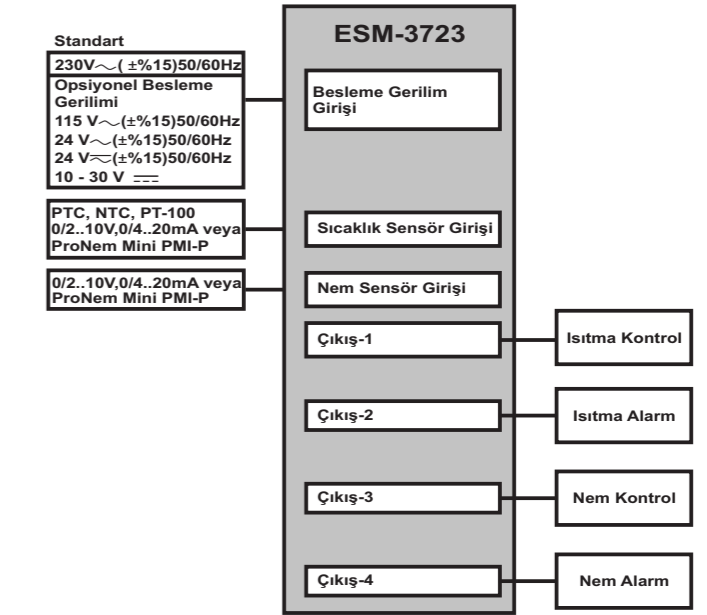 ESM-3723
Standart
230V～( ±%15)50/60Hz
Opsiyonel Besleme
Gerilimi
115 V～(±%15)50/60Hz
24 V～(±%15)50/60Hz
24 V⏦(±%15)50/60Hz
10 - 30 V ⎓
Besleme Gerilim
Girişi
PTC, NTC, PT-100
0/2..10V,0/4..20mA veya
ProNem Mini PMI-P
Sıcaklık Sensör Girişi
0/2..10V,0/4..20mA veya
ProNem Mini PMI-P
Nem Sensör Girişi
Çıkış-1
Isıtma Kontrol
Çıkış-2
Isıtma Alarm
Çıkış-3
Nem Kontrol
Çıkış-4
Nem Alarm